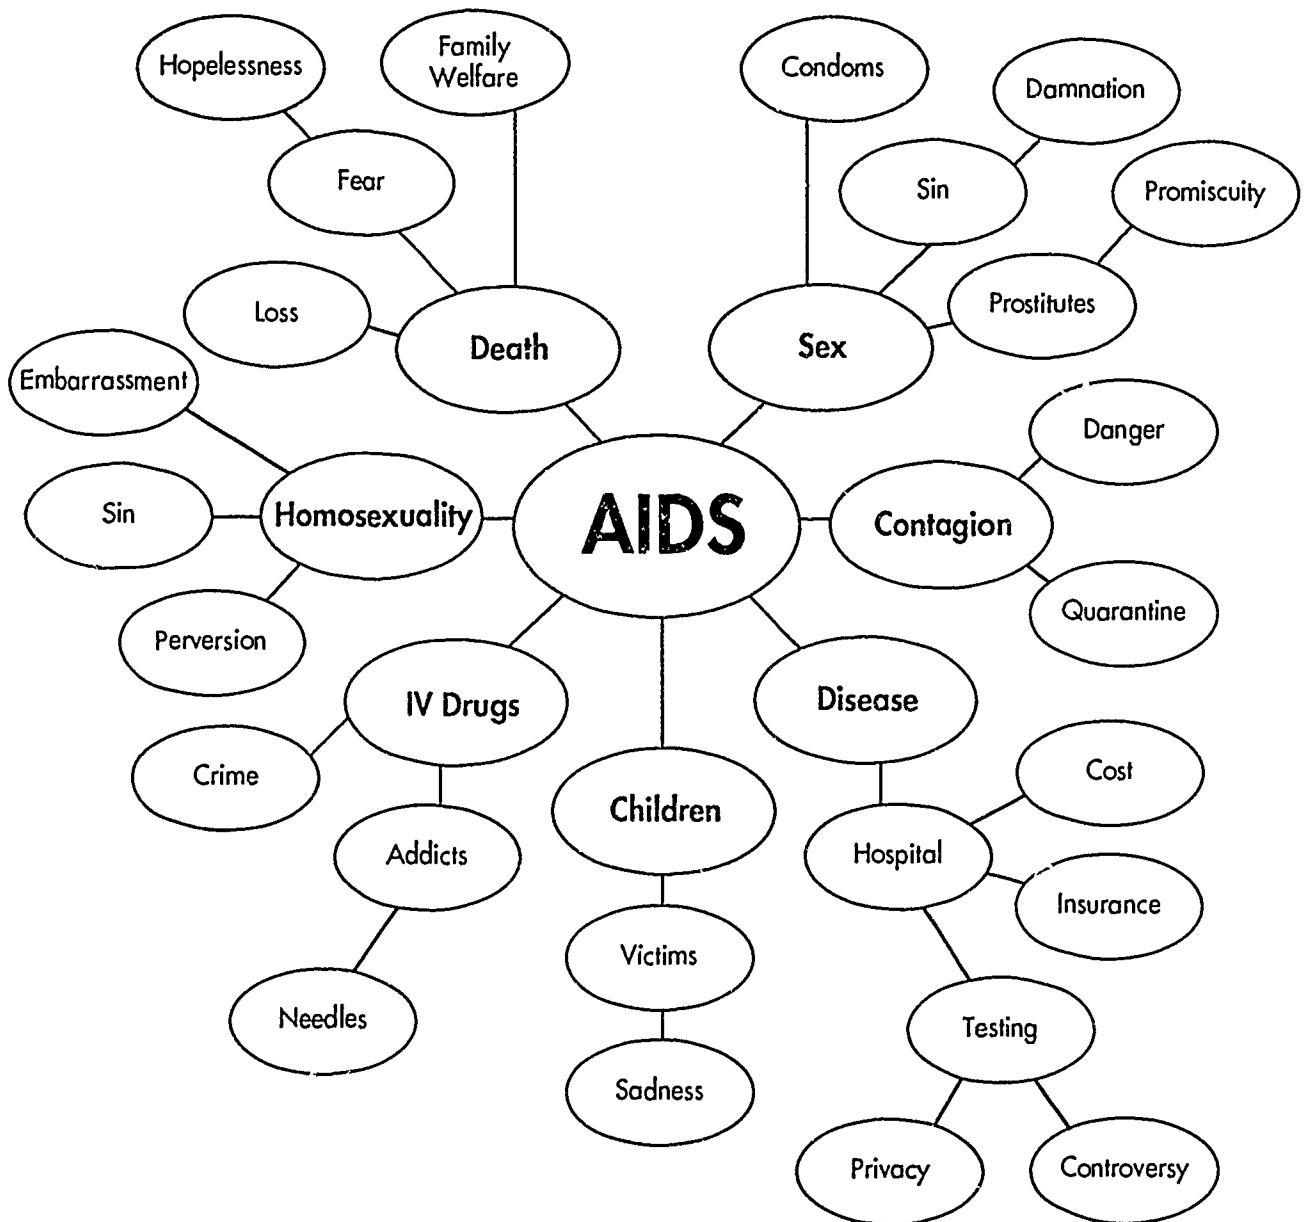 Hopelessness
Family
Welfare
Condoms
Damnation
Fear
Sin
Promiscuity
Loss
Death
Sex
Prostitutes
Embarrassment
Danger
Sin
Homosexuality
AIDS
Contagion
Quarantine
Perversion
IV Drugs
Disease
Crime
Children
Cost
Addicts
Hospital
Insurance
Victims
Needles
Testing
Sadness
Privacy
Controversy